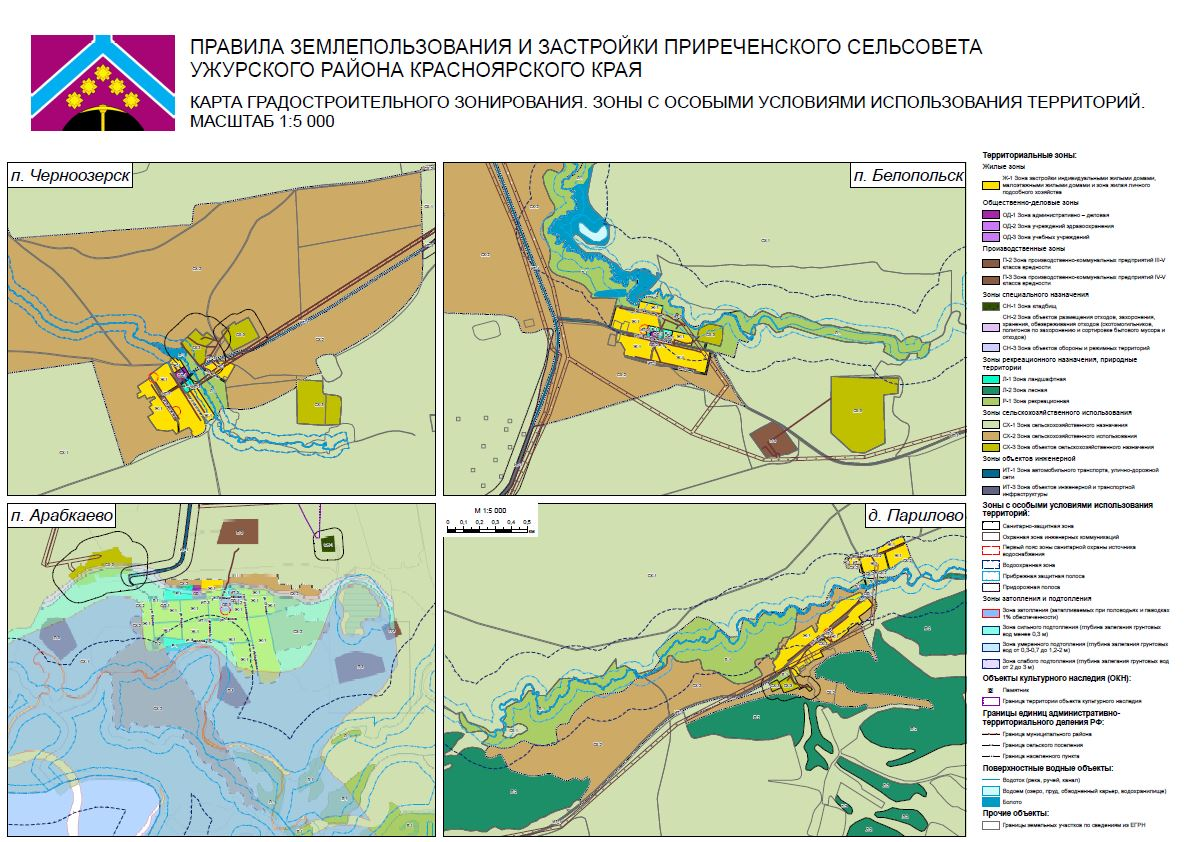 ПРАВИЛА ЗЕМЛЕПОЛЬЗОВАНИЯ И ЗАСТРОЙКИ ПРИРЕЧЕНСКОГО СЕЛЬСОВЕТА
УЖУРСКОГО РАЙОНА КРАСНОЯРСКОГО КРАЯ
КАРТА ГРАДОСТРОИТЕЛЬНОГО ЗОНИРОВАНИЯ. ЗОНЫ С ОСОБЫМИ УСЛОВИЯМИ ИСПОЛЬЗОВАНИЯ ТЕРРИТОРИЙ.
МАСШТАБ 1:5 000
п. Черноозерск
п. Белопольск
п. Арабкаево
М 1:5 000
0 0,1 0,2 0,3 0,4 0,5
д. Парилово
Территориальные зоны:
Жилые зоны
Ж-1 Зона застройки индивидуальными жилыми домами,
малоэтажными жилыми домами и зона жилая личного
подсобного хозяйства
Общественно-деловые зоны
ОД-1 Зона административно – деловая
ОД-2 Зона учреждений здравоохранения
ОД-3 Зона учебных учреждений
Производственные зоны
П-2 Зона производственно-коммунальных предприятий III-V
класса вредности
П-3 Зона производственно-коммунальных предприятий IV-V
класса вредности
Зоны специального назначения
СН-1 Зона кладбищ
СН-2 Зона объектов размещения отходов, захоронения,
хранения, обезвреживания отходов (скотомогильников,
полигонов по захоронению и сортировке бытового мусора и
отходов)
СН-3 Зона объектов обороны и режимных территорий
Зоны рекреационного назначения, природные
территории
Л-1 Зона ландшафтная
Л-2 Зона лесная
Р-1 Зона рекреационная
Зоны сельскохозяйственного использования
СХ-1 Зона сельскохозяйственного назначения
СХ-2 Зона сельскохозяйственного использования
СХ-3 Зона объектов сельскохозяйственного назначения
Зоны объектов инженерной
ИТ-1 Зона автомобильного транспорта, улично-дорожной
сети
ИТ-3 Зона объектов инженерной и транспортной
инфраструктуры
Зоны с особыми условиями использования
территорий:
Санитарно-защитная зона
Охранная зона инженерных коммуникаций
Первый пояс зоны санитарной охраны источника
водоснабжения
Водоохранная зона
Прибрежная защитная полоса
Придорожная полоса
Зоны затопления и подтопления
Зона затопления (затапливаемых при половодьях и паводках
1% обеспеченности)
Зона сильного подтопления (глубина залегания грунтовых
вод менее 0,3 м)
Зона умеренного подтопления (глубина залегания грунтовых
вод от 0,3-0,7 до 1,2-2 м)
Зона слабого подтопления (глубина залегания грунтовых вод
от 2 до 3 м)
Объекты культурного наследия (ОКН):
Памятник
Граница территории объекта культурного наследия
Границы единиц административно-
территориального деления РФ:
Граница муниципального района
Граница сельского поселения
Граница населенного пункта
Поверхностные водные объекты:
Водоток (река, ручей, канал)
Водоем (озеро, пруд, обводненный карьер, водохранилище)
Болото
Прочие объекты:
Границы земельных участков по сведениям из ЕГРН